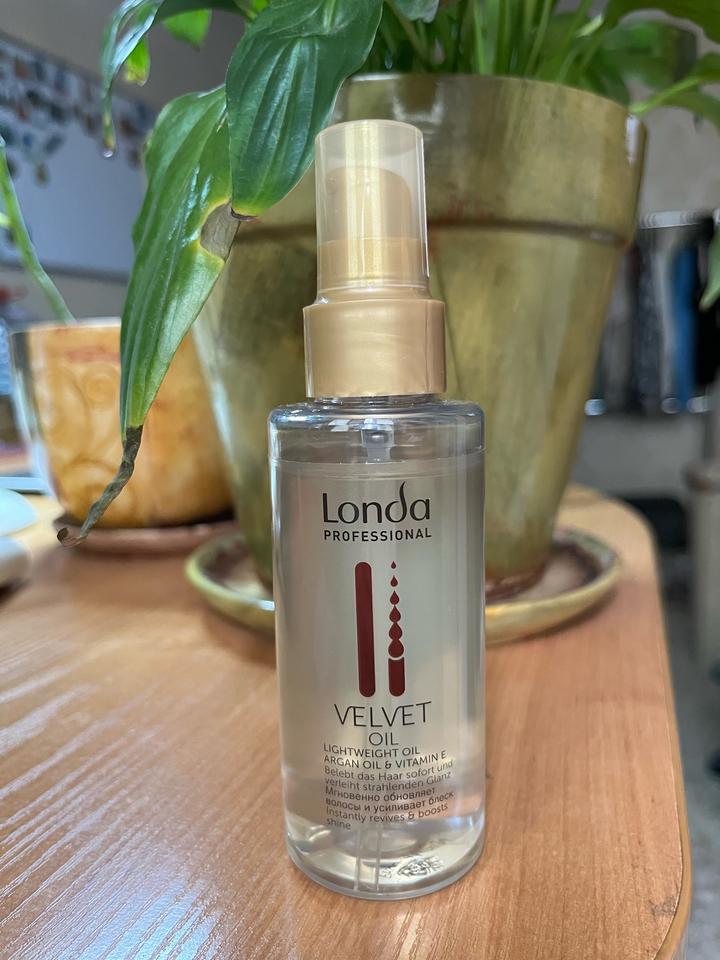 Londa
PROFESSIONAL
VELVET
OIL
LIGHTWEIGHT OIL
ARGAN OIL & VITAMIN E
Belebt das Haar sofort und
verleiht strahlenden Glanz
Мгновенно обновляет
волосы и усиливает блеск
Instantly revives & boosts
shine